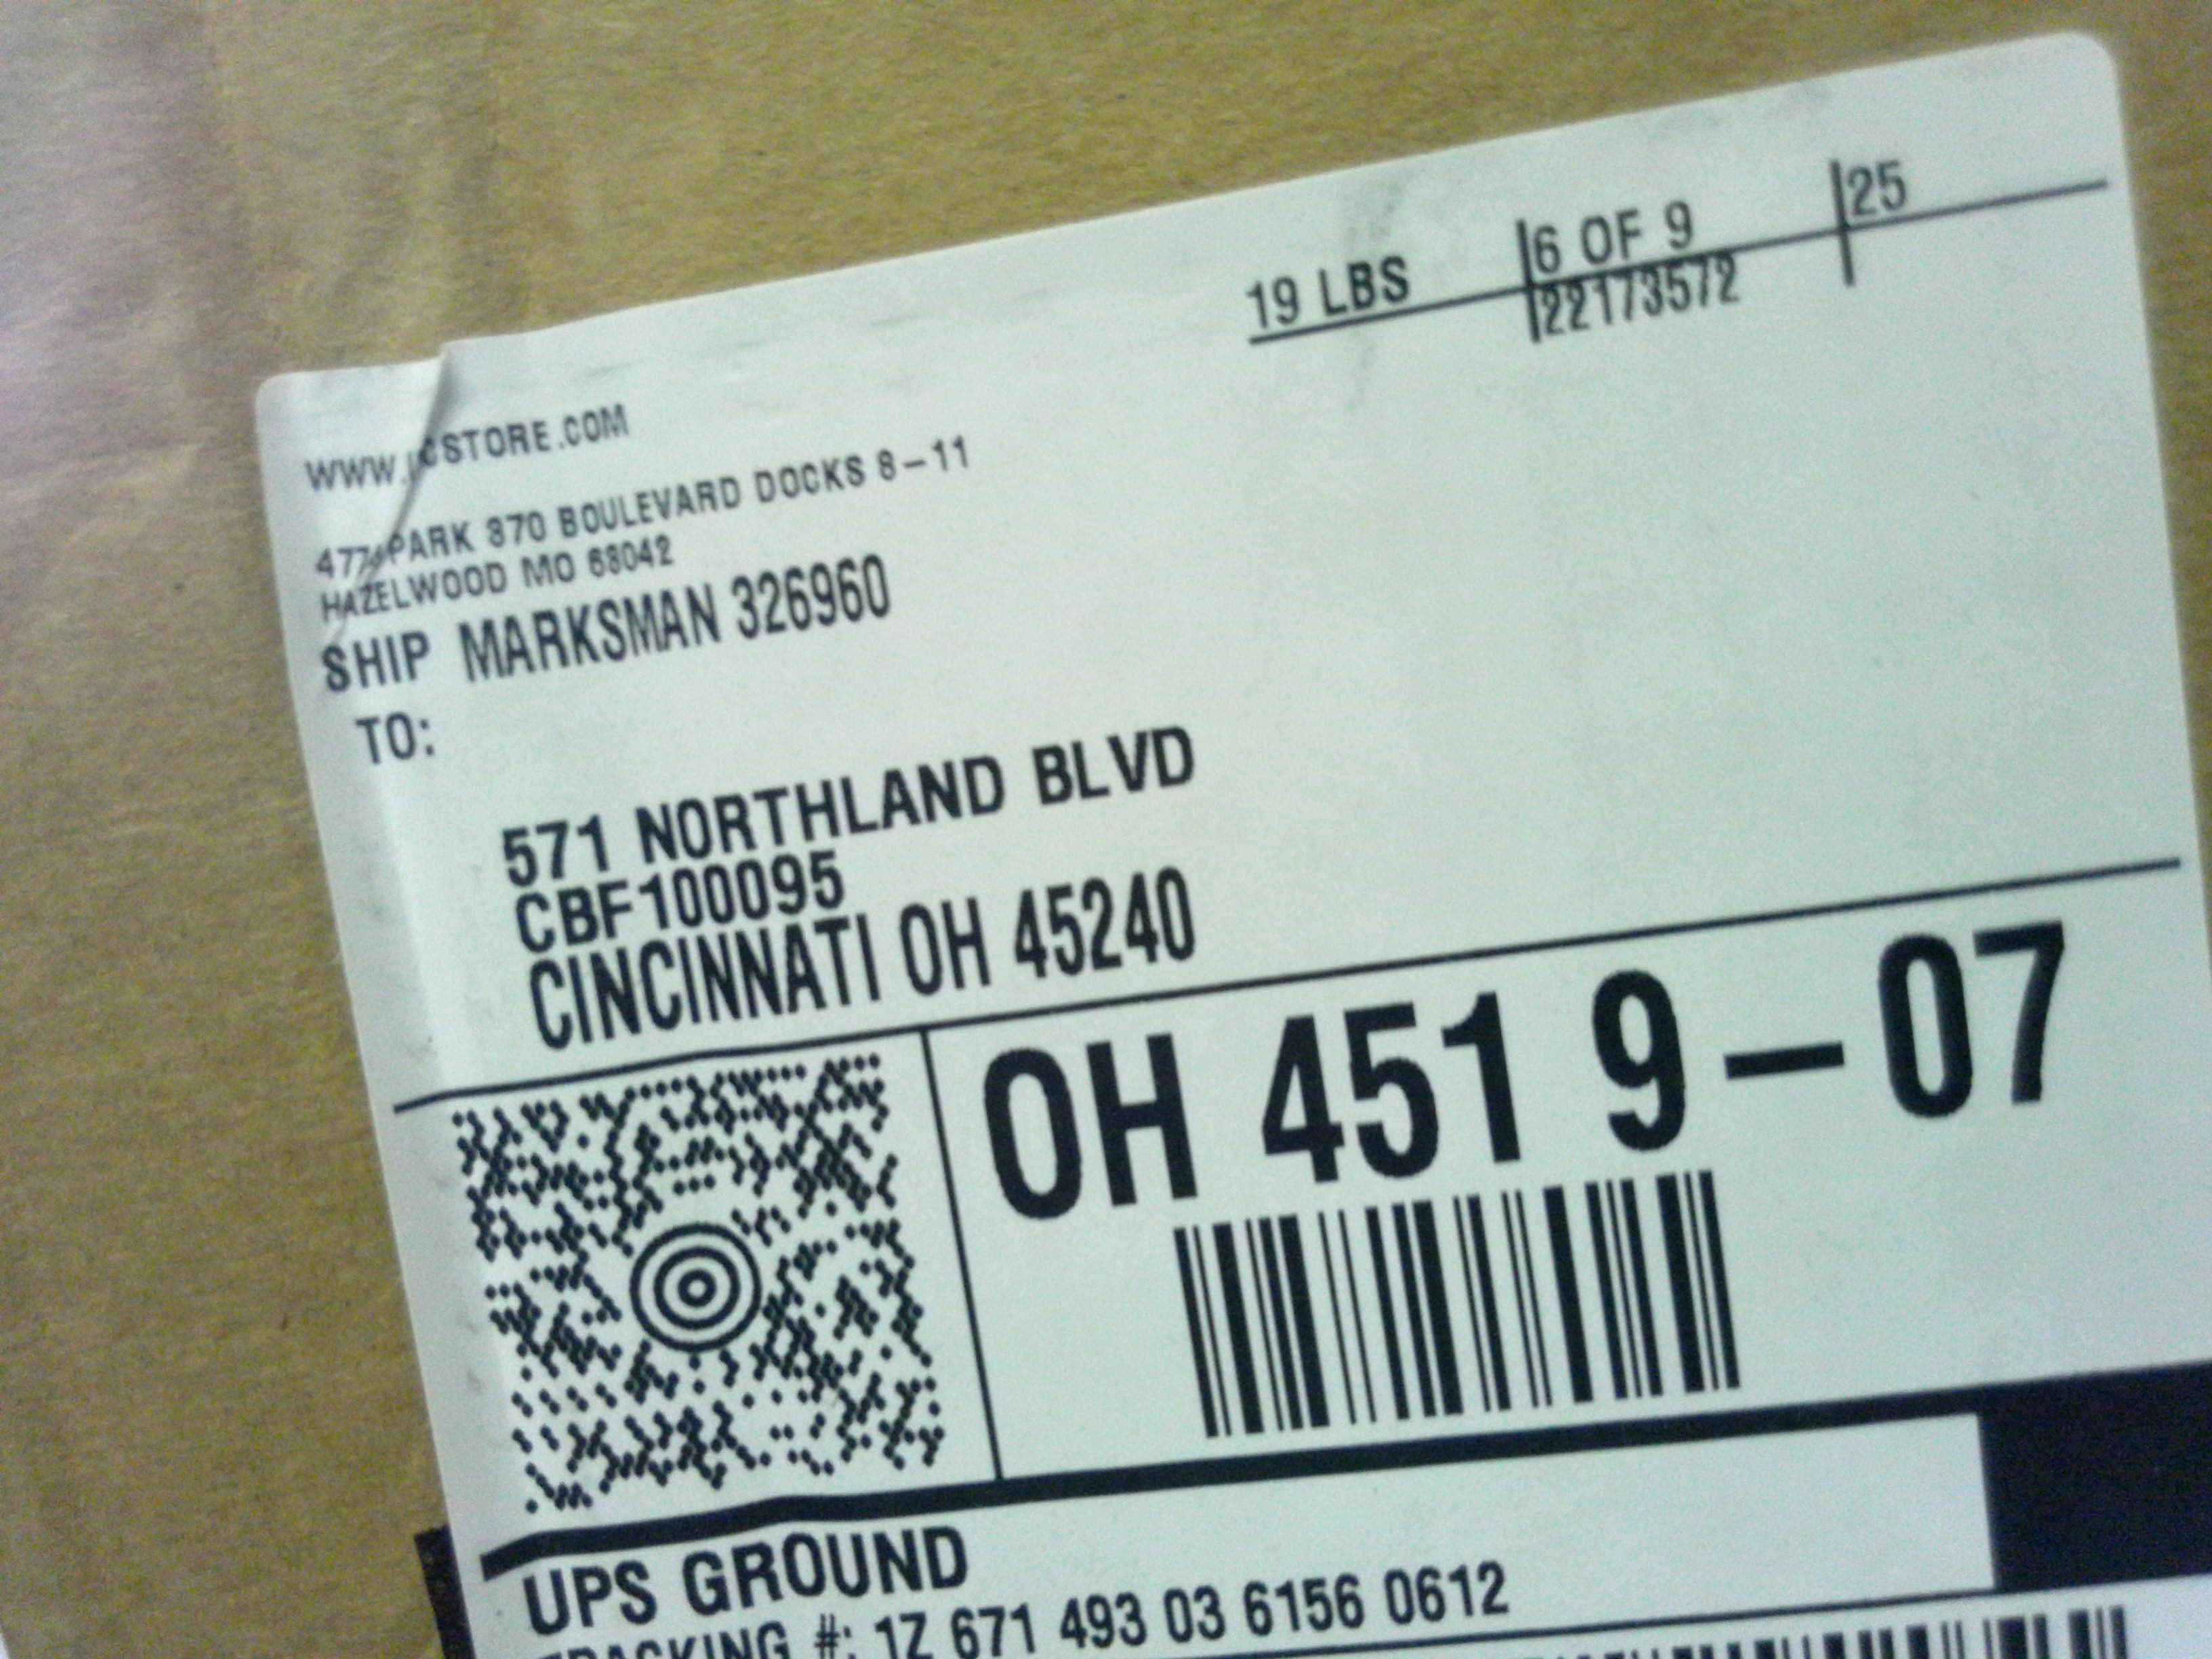 19 LBS 6 OF 9 25
22173572
CSTORE.COM
PARK 370 BOULEVARD DOCKS 8-11
HAZELWOOD MO 63042
SHIP MARKSMAN 326960
TO:
571 NORTHLAND BLVD
CBF100095
CINCINNATI OH 45240
OH 451 9-07
UPS GROUND
TRACKING #: 1Z 671 493 03 6156 0612